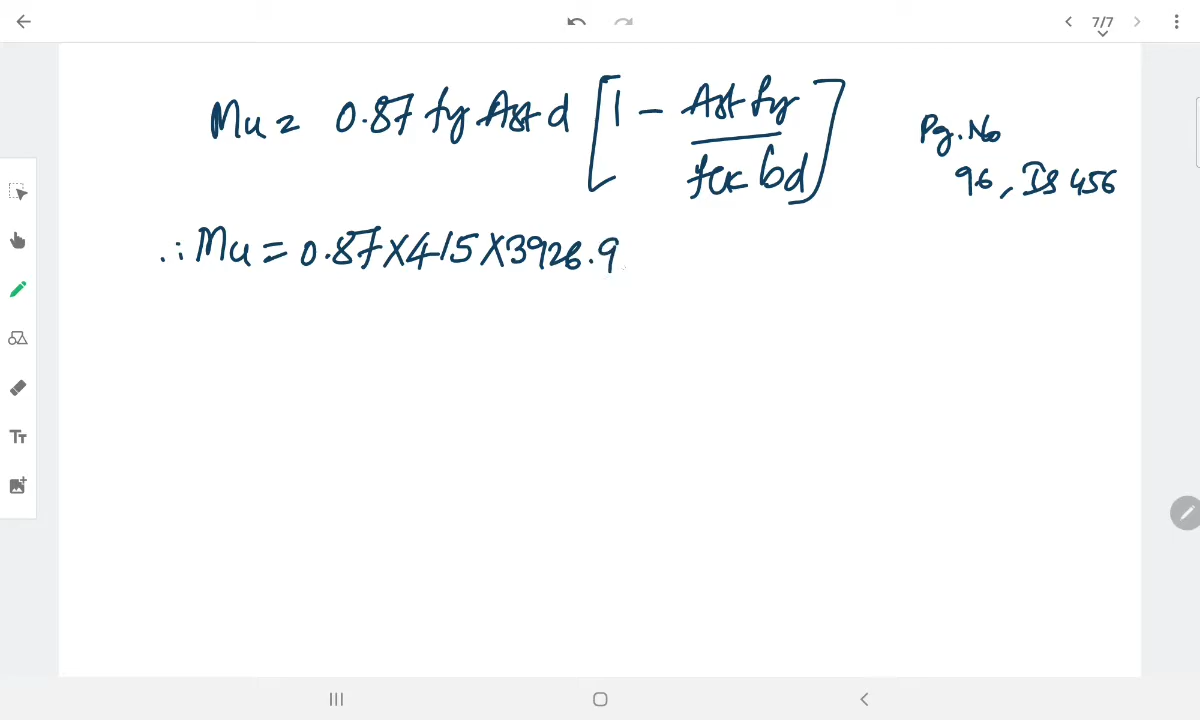 7/7
Mu = 0.87 fy Ast d [1 - Ast fy / fck bd]
Pg. No
96, IS 456
∴ Mu = 0.87 X 415 X 3926.9
Tт